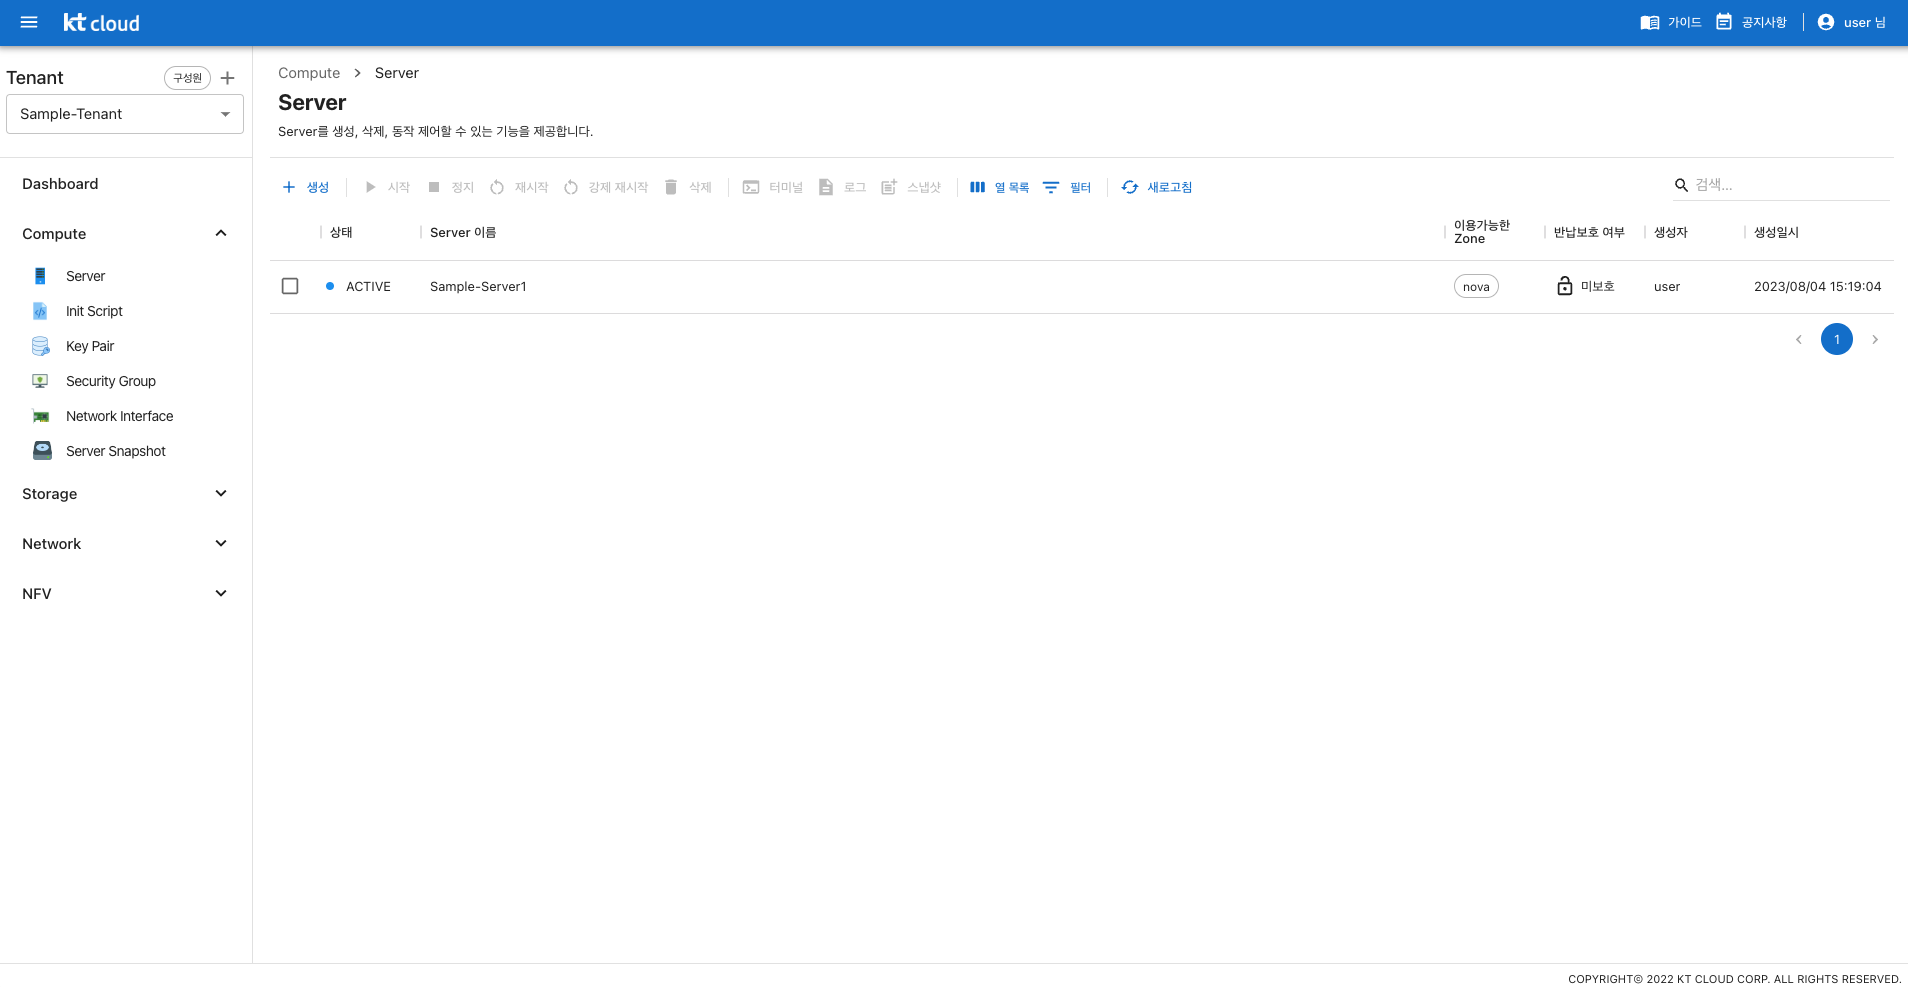 kt cloud
가이드 공지사항 user 님
Tenant 구성원
Sample-Tenant
Dashboard
Compute
Server
Init Script
Key Pair
Security Group
Network Interface
Server Snapshot
Storage
Network
NFV
Compute > Server
Server
Server를 생성, 삭제, 동작 제어할 수 있는 기능을 제공합니다.
생성 시작 정지 재시작 강제 재시작 삭제 터미널 로그 스냅샷 열 목록 필터 새로고침 검색...
상태 Server 이름 이용가능한 Zone 반납보호 여부 생성자 생성일시
ACTIVE Sample-Server1 nova 미보호 user 2023/08/04 15:19:04
1
COPYRIGHT© 2022 KT CLOUD CORP. ALL RIGHTS RESERVED.